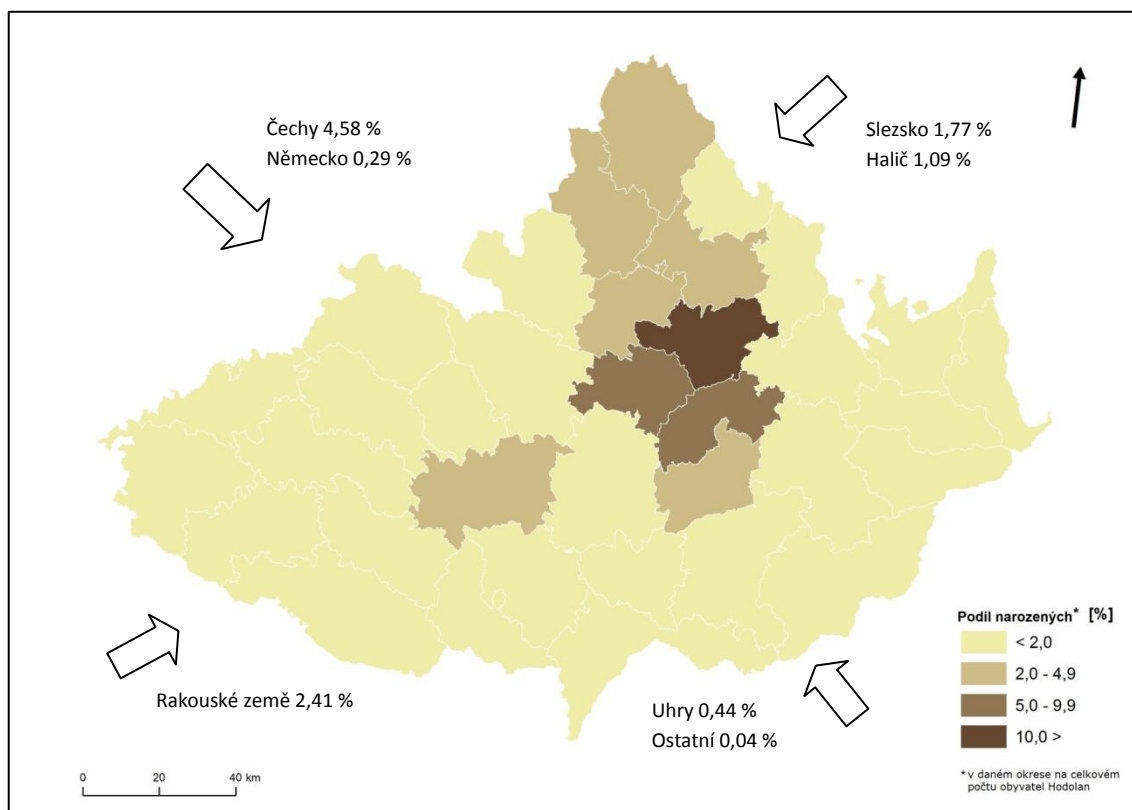 Čechy 4,58 %
Německo 0,29 %
Slezsko 1,77 %
Halič 1,09 %
Rakouské země 2,41 %
Uhry 0,44 %
Ostatní 0,04 %
Podíl narozených* [%]
< 2,0
2,0 - 4,9
5,0 - 9,9
10,0 >
* v daném okrese na celkovém
počtu obyvatel Hodolan
0 20 40 km